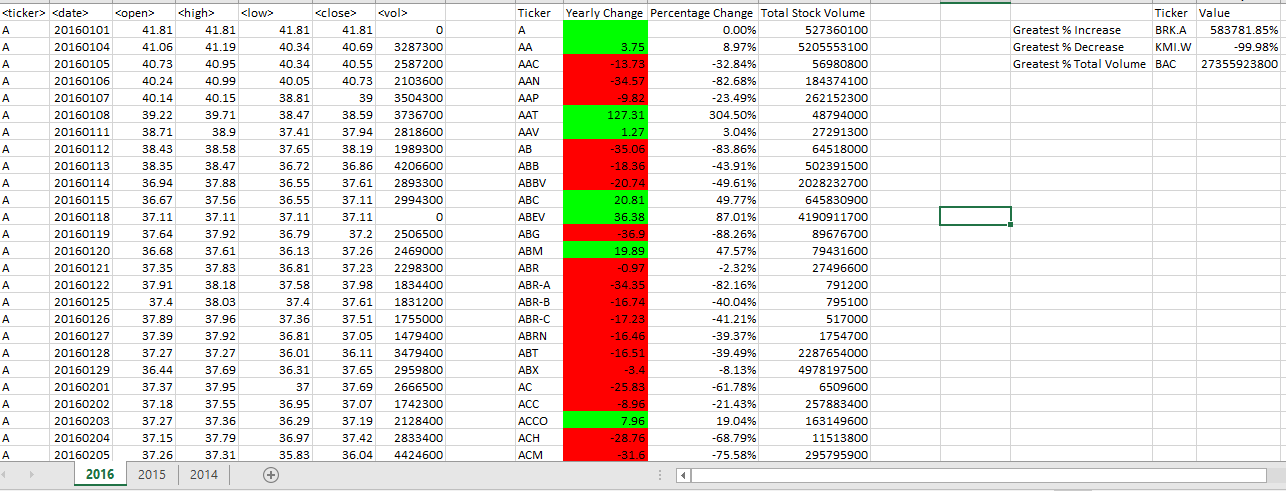 <ticker> <date> <open> <high> <low> <close> <vol> Ticker Yearly Change Percentage Change Total Stock Volume Ticker Value
A 20160101 41.81 41.81 41.81 41.81 0 A 0.00% 527360100 Greatest % Increase BRK.A 583781.85%
A 20160104 41.06 41.19 40.34 40.69 3287300 AA 3.75 8.97% 5205553100 Greatest % Decrease KMI.W -99.98%
A 20160105 40.73 40.95 40.34 40.55 2587200 AAC -13.73 -32.84% 56980800 Greatest % Total Volume BAC 27355923800
A 20160106 40.24 40.99 40.05 40.73 2103600 AAN -34.57 -82.68% 184374100
A 20160107 40.14 40.15 38.81 39 3504300 AAP -9.82 -23.49% 262152300
A 20160108 39.22 39.71 38.47 38.59 3736700 AAT 127.31 304.50% 48794000
A 20160111 38.71 38.9 37.41 37.94 2818600 AAV 1.27 3.04% 27291300
A 20160112 38.43 38.58 37.65 38.19 1989300 AB -35.06 -83.86% 64518000
A 20160113 38.35 38.47 36.72 36.86 4206600 ABB -18.36 -43.91% 502391500
A 20160114 36.94 37.88 36.55 37.61 2893300 ABBV -20.74 -49.61% 2028232700
A 20160115 36.67 37.56 36.55 37.11 2994300 ABC 20.81 49.77% 645830900
A 20160118 37.11 37.11 37.11 37.11 0 ABEV 36.38 87.01% 4190911700
A 20160119 37.64 37.92 36.79 37.2 2506500 ABG -36.9 -88.26% 89676700
A 20160120 36.68 37.61 36.13 37.26 2469000 ABM 19.89 47.57% 79431600
A 20160121 37.35 37.83 36.81 37.23 2298300 ABR -0.97 -2.32% 27496600
A 20160122 37.91 38.18 37.58 37.98 1834400 ABR-A -34.35 -82.16% 791200
A 20160125 37.4 38.03 37.4 37.61 1831200 ABR-B -16.74 -40.04% 795100
A 20160126 37.89 37.96 37.36 37.51 1755000 ABR-C -17.23 -41.21% 517000
A 20160127 37.39 37.92 36.81 37.05 1479400 ABRN -16.46 -39.37% 1754700
A 20160128 37.27 37.27 36.01 36.11 3479400 ABT -16.51 -39.49% 2287654000
A 20160129 36.44 37.69 36.31 37.65 2959800 ABX -3.4 -8.13% 4978197500
A 20160201 37.37 37.95 37 37.69 2666500 AC -25.83 -61.78% 6509600
A 20160202 37.18 37.55 36.95 37.07 1742300 ACC -8.96 -21.43% 257883400
A 20160203 37.27 37.36 36.29 37.19 2128400 ACCO 7.96 19.04% 163149600
A 20160204 37.15 37.79 36.97 37.42 2833400 ACH -28.76 -68.79% 11513800
A 20160205 37.26 37.31 35.83 36.04 4424600 ACM -31.6 -75.58% 295795900
2016 2015 2014